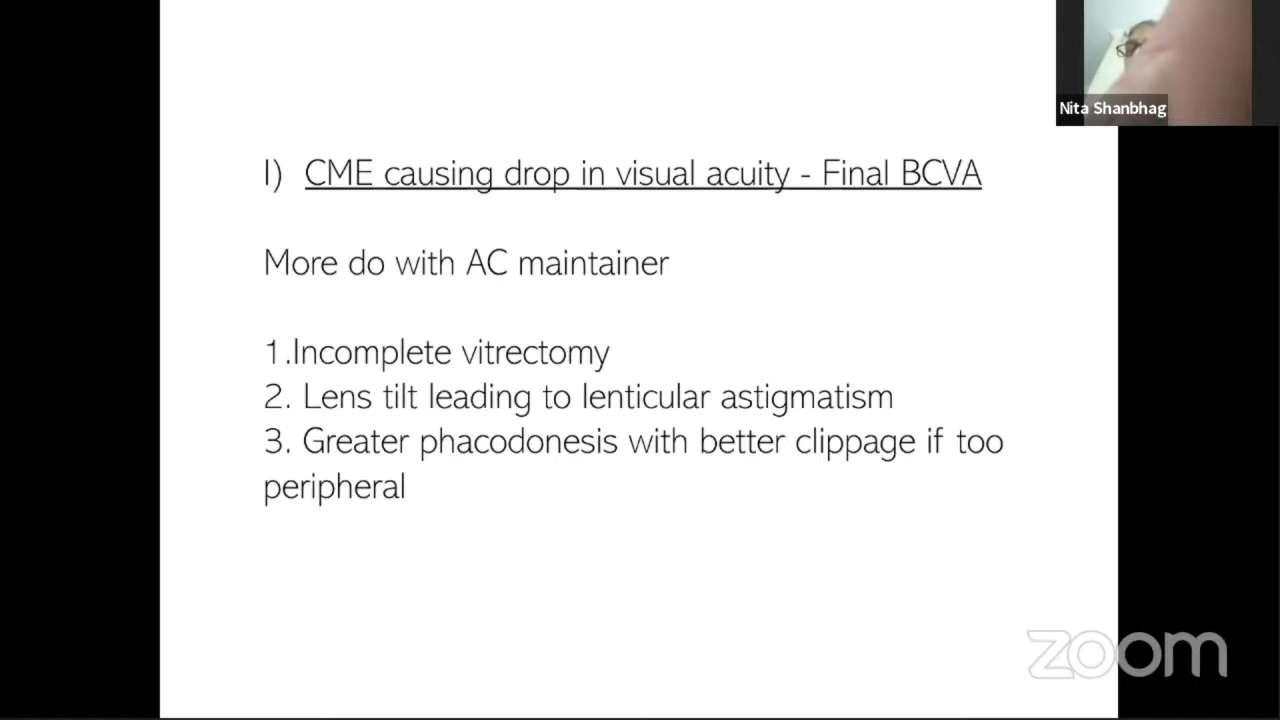 Nita Shanbhag
I) CME causing drop in visual acuity - Final BCVA
More do with AC maintainer
1.Incomplete vitrectomy
2. Lens tilt leading to lenticular astigmatism
3. Greater phacodonesis with better clippage if too
peripheral
zoom